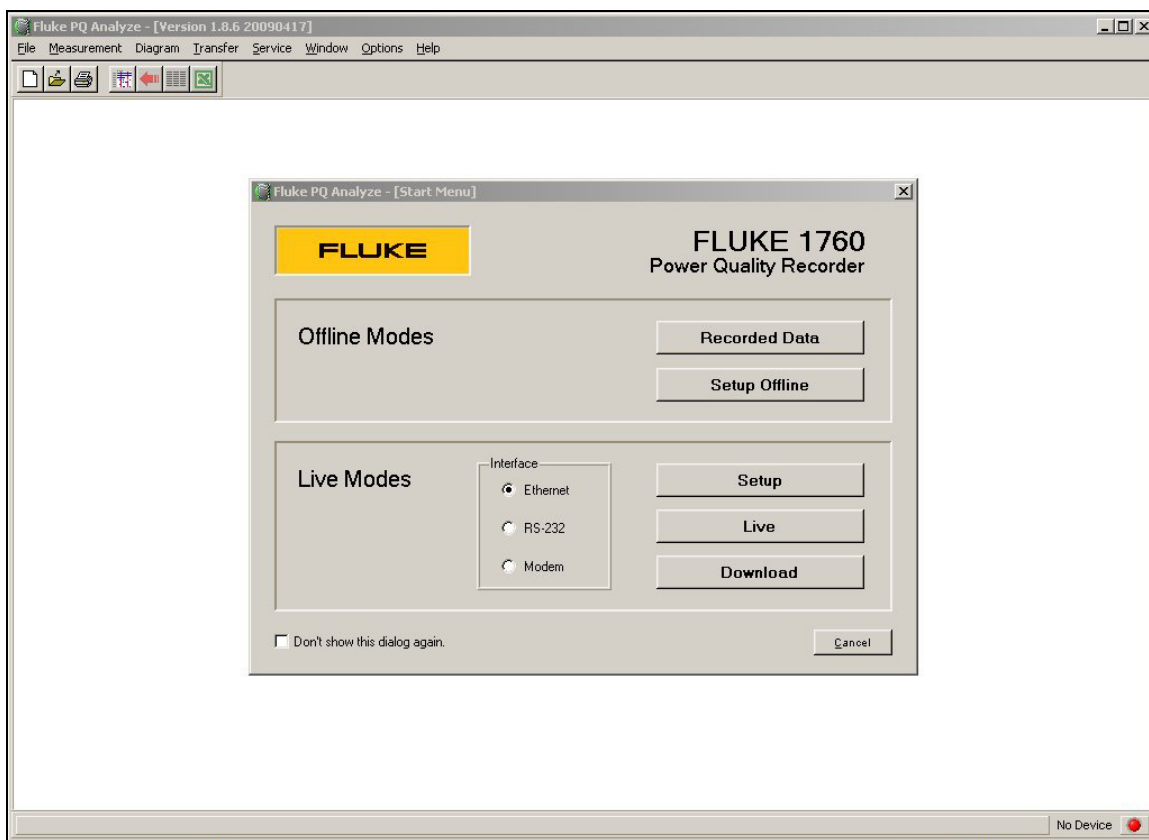 Fluke PQ Analyze - [Version 1.8.6 20090417]
File Measurement Diagram Transfer Service Window Options Help
Fluke PQ Analyze - [Start Menu]
FLUKE
FLUKE 1760
Power Quality Recorder
Offline Modes
Recorded Data
Setup Offline
Live Modes
Interface
Ethernet
RS-232
Modem
Setup
Live
Download
Don't show this dialog again.
Cancel
No Device